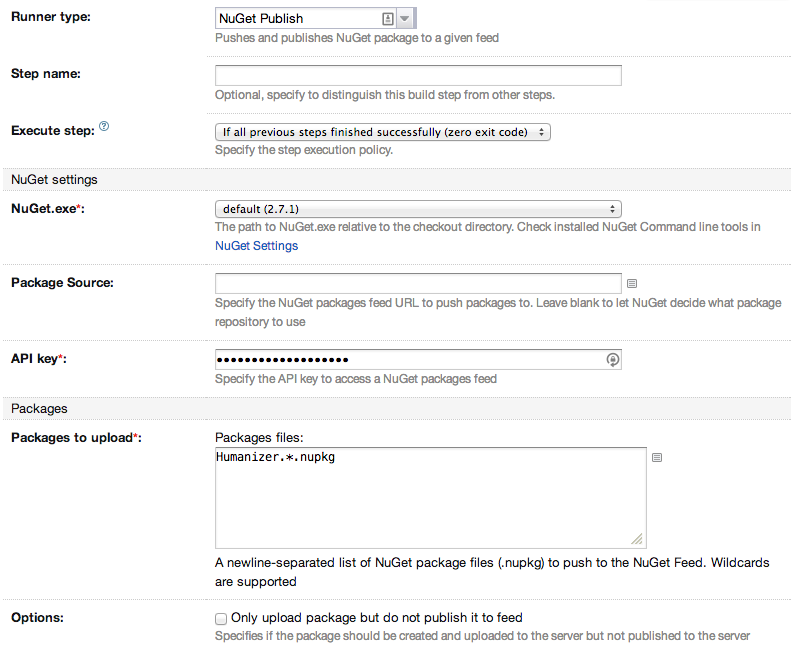 Runner type:
NuGet Publish
Pushes and publishes NuGet package to a given feed
Step name:
Optional, specify to distinguish this build step from other steps.
Execute step:
If all previous steps finished successfully (zero exit code)
Specify the step execution policy.
NuGet settings
NuGet.exe*:
default (2.7.1)
The path to NuGet.exe relative to the checkout directory. Check installed NuGet Command line tools in
NuGet Settings
Package Source:
Specify the NuGet packages feed URL to push packages to. Leave blank to let NuGet decide what package
repository to use
API key*:
•••••••••••••••••••
Specify the API key to access a NuGet packages feed
Packages
Packages to upload*:
Packages files:
Humanizer.*.nupkg
A newline-separated list of NuGet package files (.nupkg) to push to the NuGet Feed. Wildcards
are supported
Options:
Only upload package but do not publish it to feed
Specifies if the package should be created and uploaded to the server but not published to the server